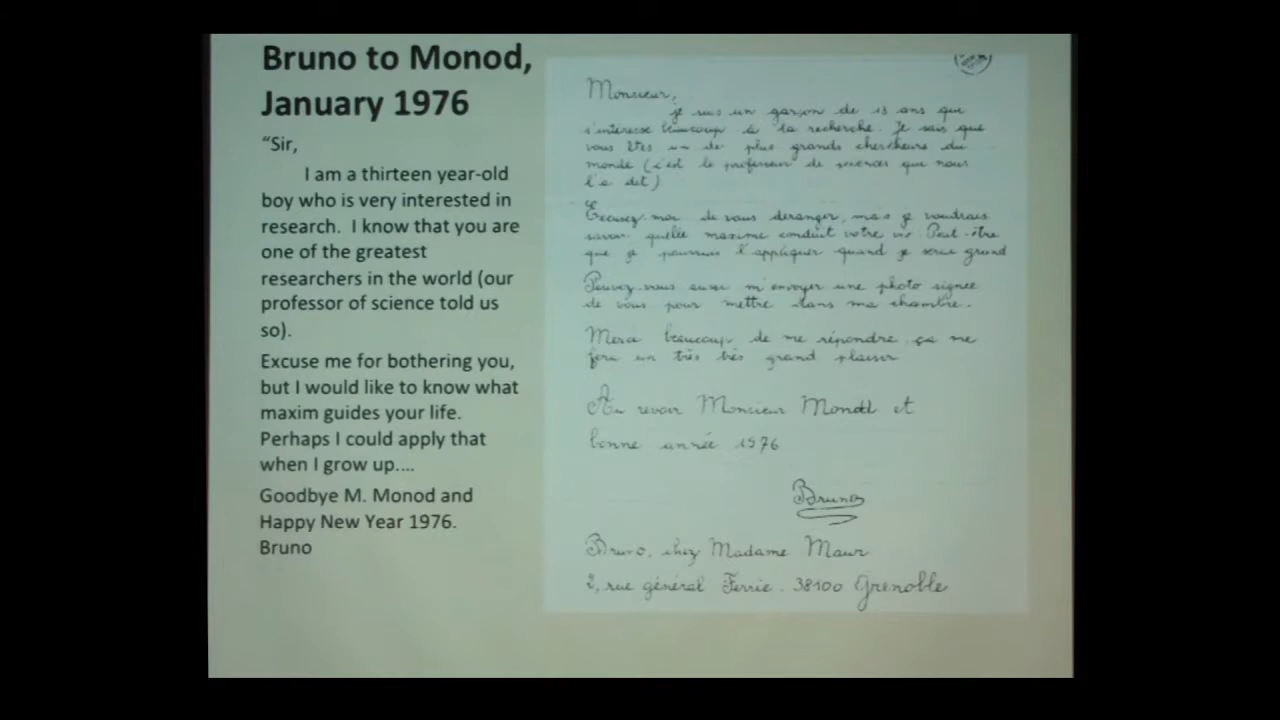 Bruno to Monod,
January 1976
“Sir,
I am a thirteen year-old
boy who is very interested in
research. I know that you are
one of the greatest
researchers in the world (our
professor of science told us
so).
Excuse me for bothering you,
but I would like to know what
maxim guides your life.
Perhaps I could apply that
when I grow up....
Goodbye M. Monod and
Happy New Year 1976.
Bruno
Monsieur,
je suis un garçon de 13 ans que
s'interesse beaucoup à la recherche. Je sais que
vous êtes un de plus grands chercheurs du
monde (c'est le professeur de sciences que nous
l'a dit)
Excusez-moi de vous déranger, mais je voudrais
savoir quelle maxime conduit votre vie. Peut-être
que je pourrais l'appliquer quand je serai grand
Pouvez-vous aussi m'envoyer une photo signée
de vous pour mettre dans ma chambre.
Merci beaucoup de me répondre, ça me
fera un très très grand plaisir
Au revoir Monsieur Monod et
bonne année 1976
Bruno
Bruno, chez Madame Maur
2, rue général Ferrie. 38100 Grenoble